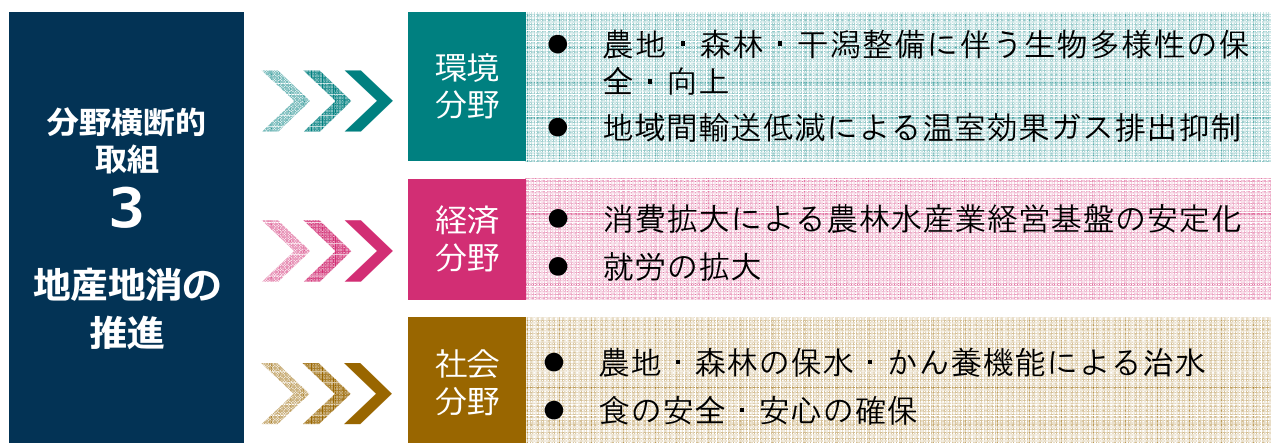 分野横断的
取組
3
地産地消の
推進
環境
分野
● 農地・森林・干潟整備に伴う生物多様性の保
全・向上
● 地域間輸送低減による温室効果ガス排出抑制
経済
分野
● 消費拡大による農林水産業経営基盤の安定化
● 就労の拡大
社会
分野
● 農地・森林の保水・かん養機能による治水
● 食の安全・安心の確保